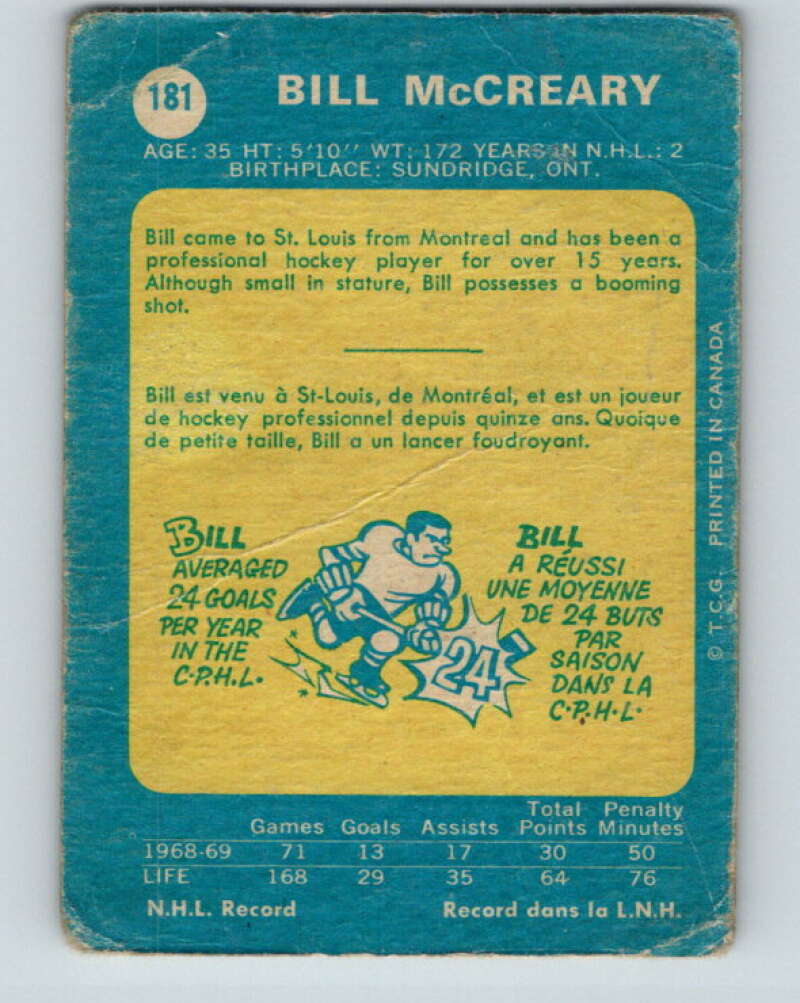 181
BILL McCREARY
AGE: 35 HT: 5'10'' WT: 172 YEARS IN N.H.L.: 2
BIRTHPLACE: SUNDRIDGE, ONT.
Bill came to St. Louis from Montreal and has been a
professional hockey player for over 15 years.
Although small in stature, Bill possesses a booming
shot.
Bill est venu à St-Louis, de Montréal, et est un joueur
de hockey professionnel depuis quinze ans. Quoique
de petite taille, Bill a un lancer foudroyant.
BILL
AVERAGED
24 GOALS
PER YEAR
IN THE
C.P.H.L.
24
BILL
A RÉUSSI
UNE MOYENNE
DE 24 BUTS
PAR
SAISON
DANS LA
C.P.H.L.
© T.C.G. PRINTED IN CANADA
Total Penalty
Games Goals Assists Points Minutes
1968-69 71 13 17 30 50
LIFE 168 29 35 64 76
N.H.L. Record Record dans la L.N.H.